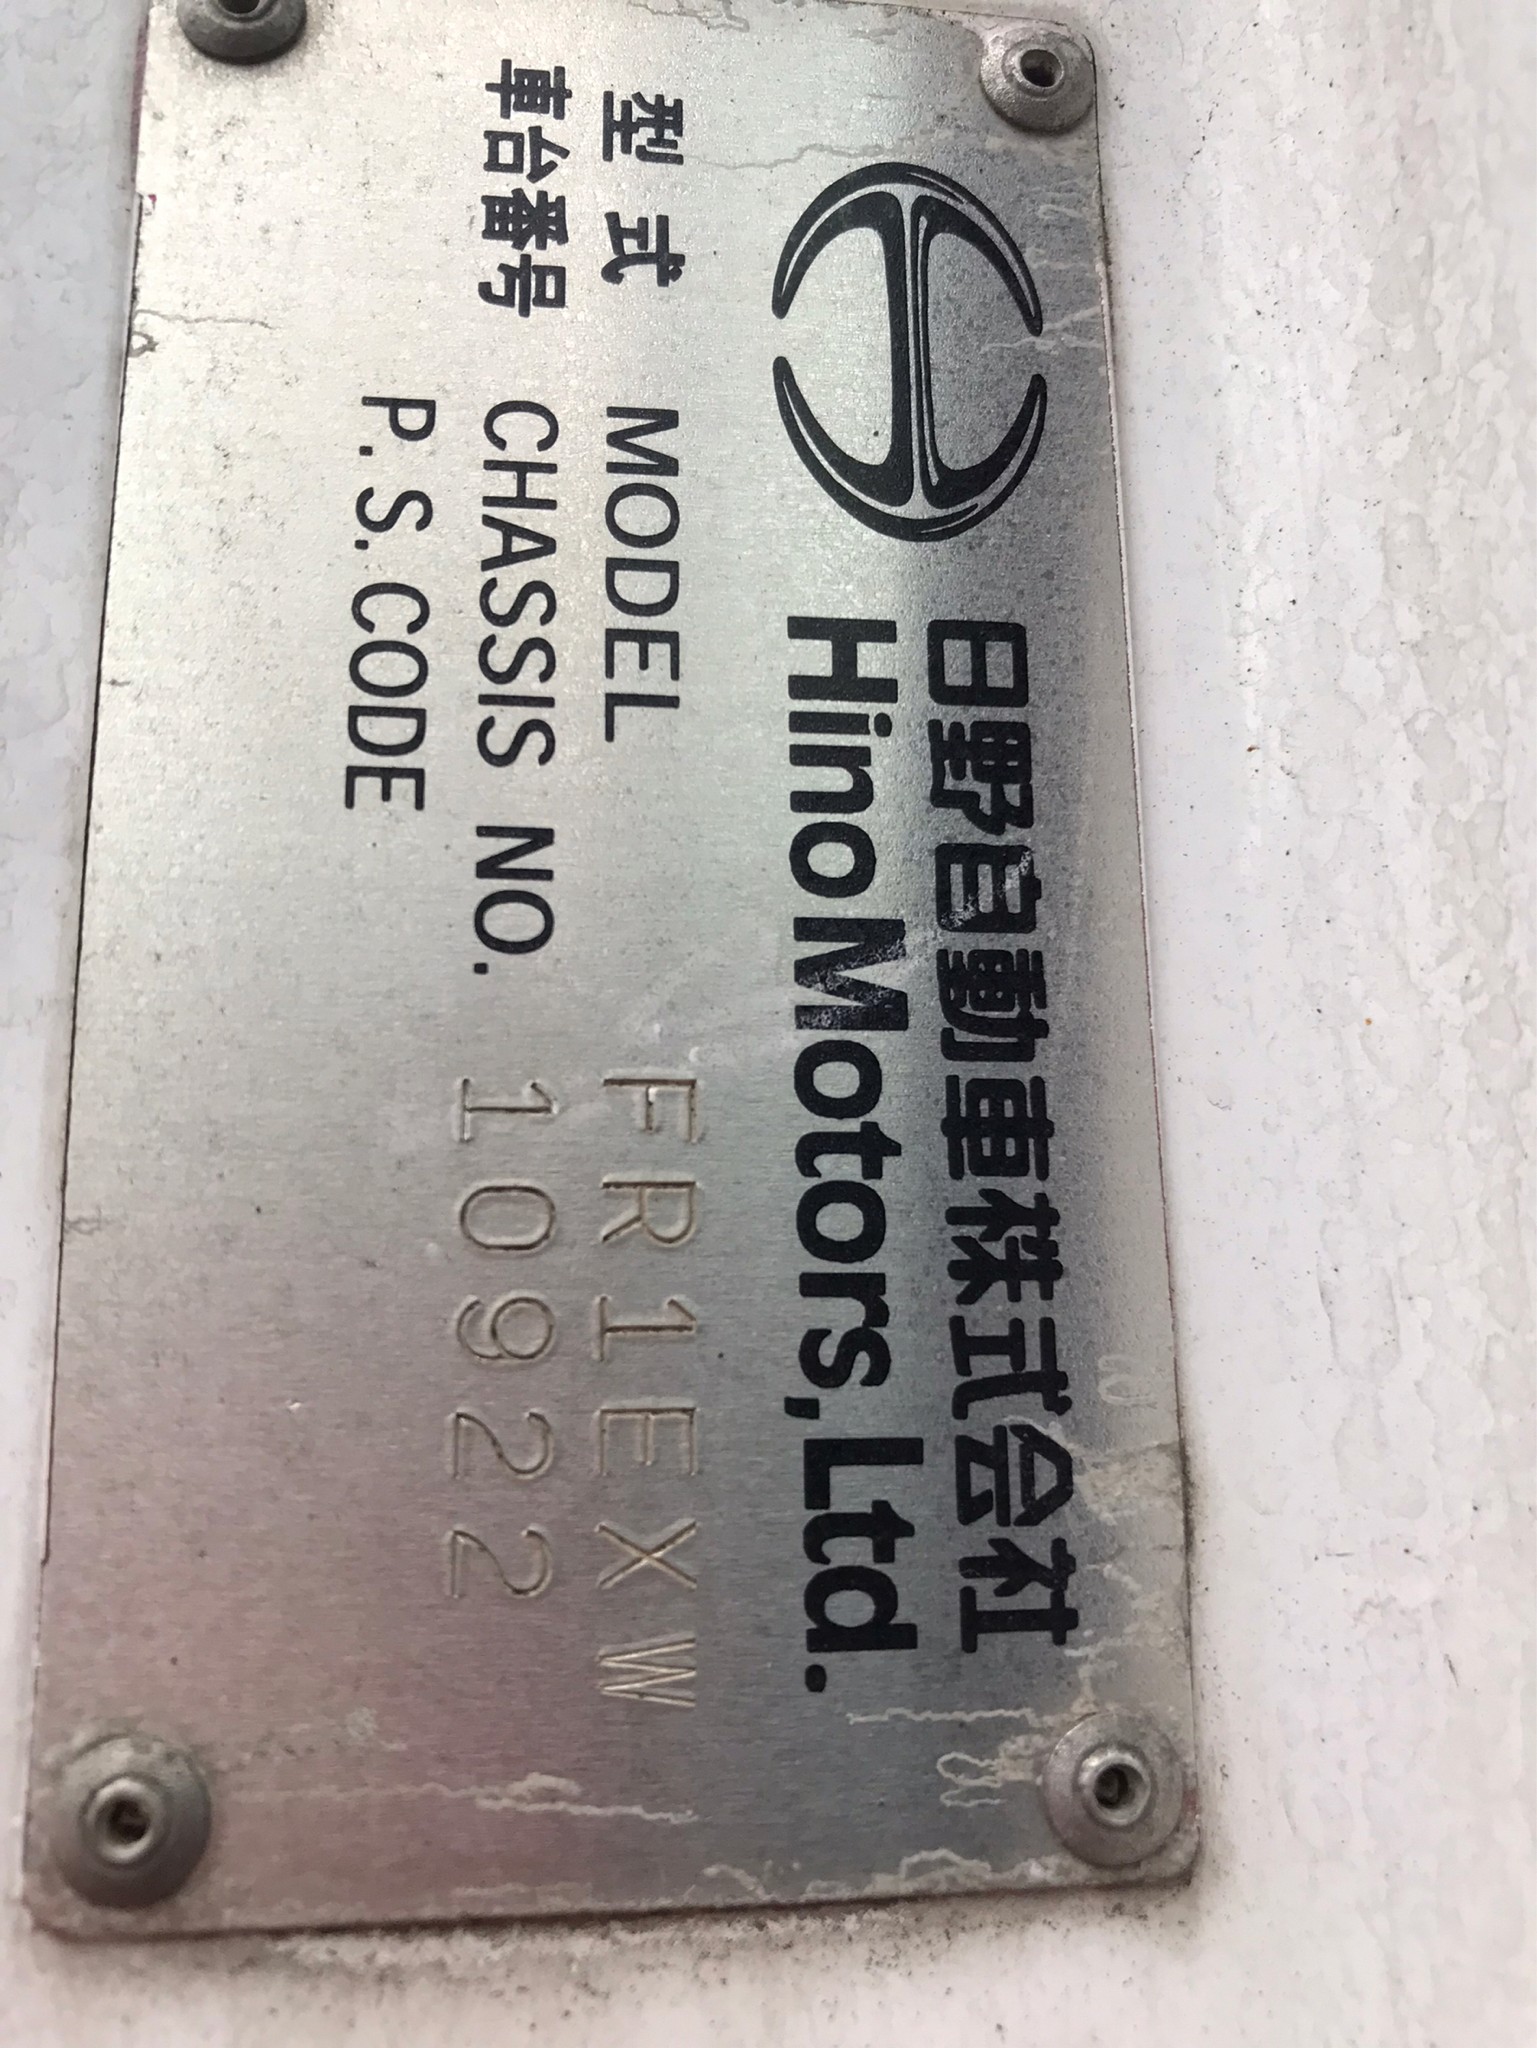 日野自動車株式会社
Hino Motors, Ltd.
型式 MODEL FR1EXW
車台番号 CHASSIS NO. 10922
P.S.CODE